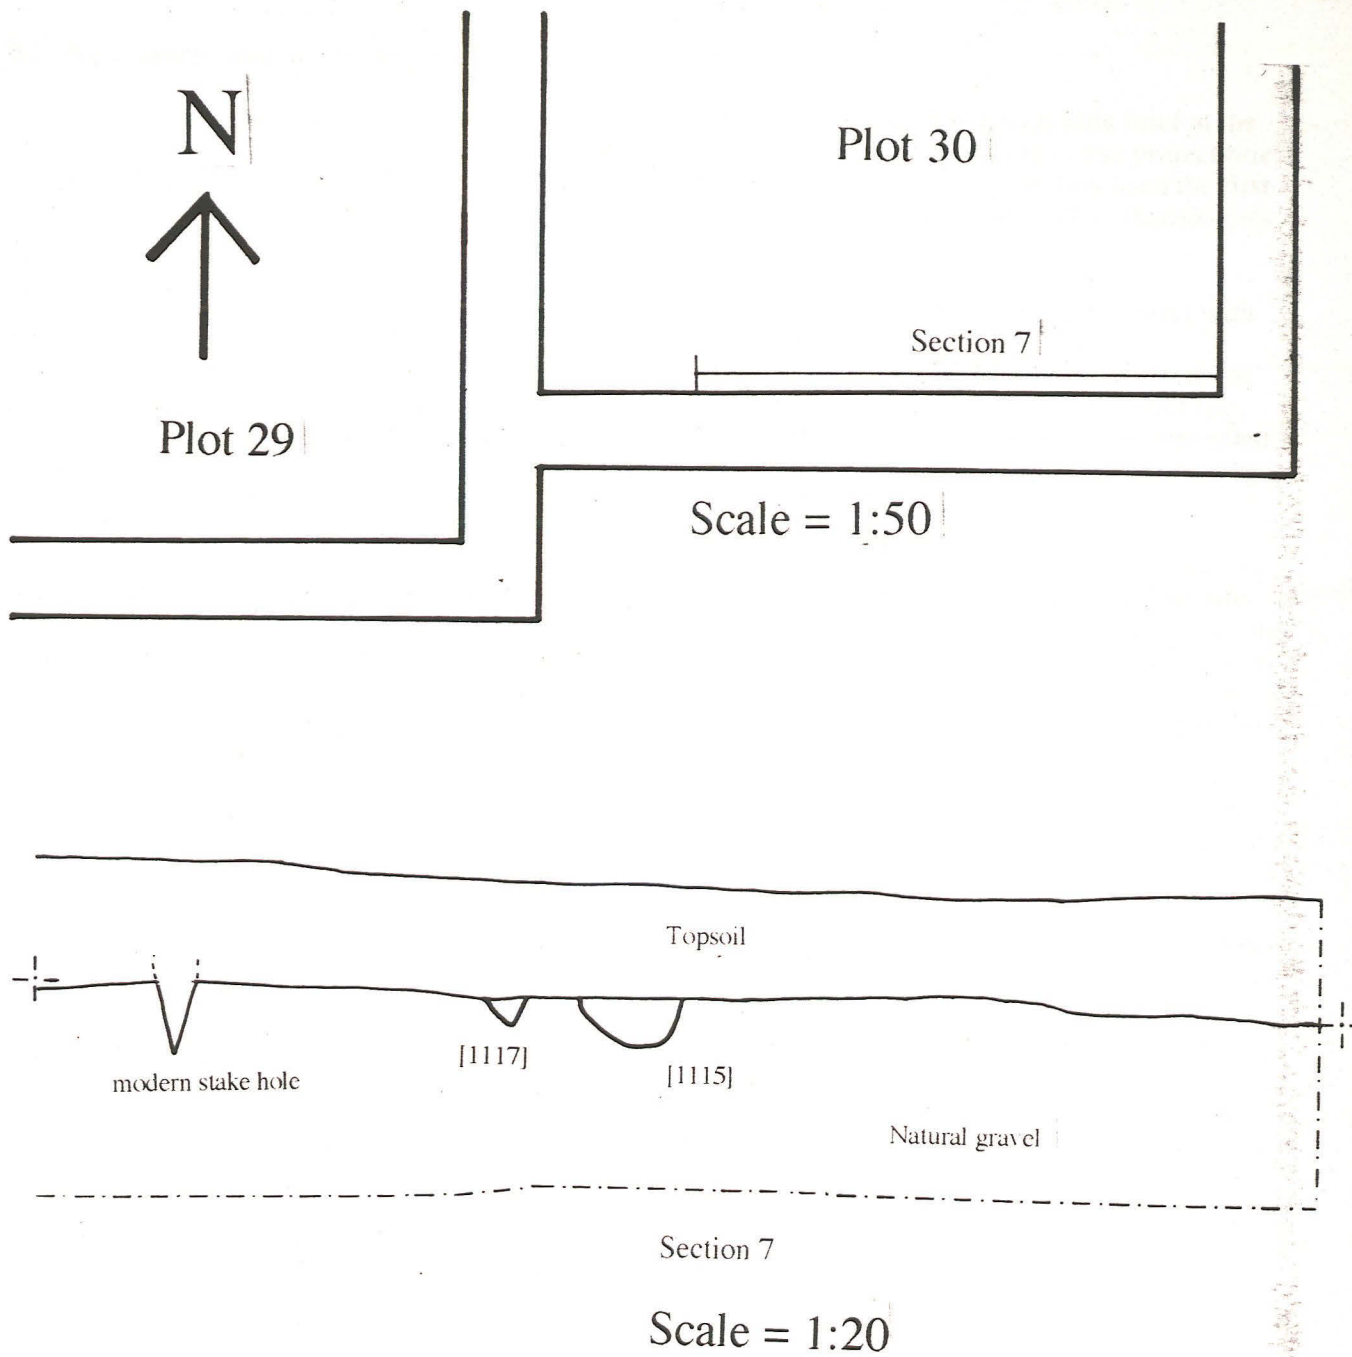 N
Plot 30
Section 7
Plot 29
Scale = 1:50
Topsoil
[1117]
[1115]
modern stake hole
Natural gravel
Section 7
Scale = 1:20